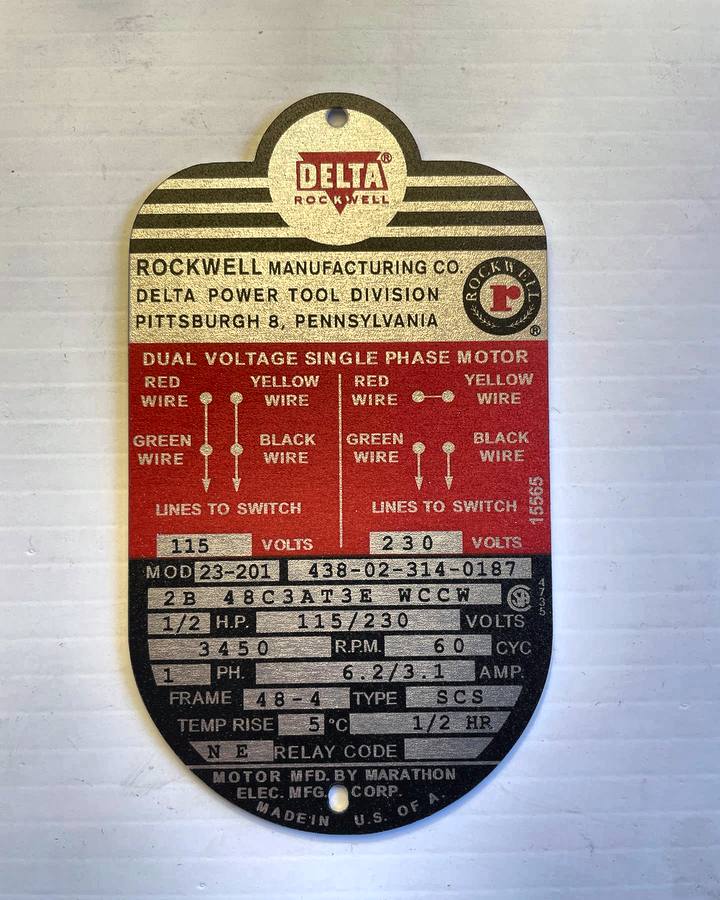 DELTA®
ROCKWELL
ROCKWELL MANUFACTURING CO.
DELTA POWER TOOL DIVISION
PITTSBURGH 8, PENNSYLVANIA
ROCKWELL
r
®
DUAL VOLTAGE SINGLE PHASE MOTOR
RED WIRE YELLOW WIRE
GREEN WIRE BLACK WIRE
LINES TO SWITCH
115 VOLTS
RED WIRE YELLOW WIRE
GREEN WIRE BLACK WIRE
LINES TO SWITCH
230 VOLTS
15565
MOD 23-201 438-02-314-0187
2B 48C3AT3E WCCW
4735
1/2 H.P. 115/230 VOLTS
3450 R.P.M. 60 CYC
1 PH. 6.2/3.1 AMP.
FRAME 48-4 TYPE SCS
TEMP RISE 5 °C 1/2 HR
NE RELAY CODE
MOTOR MFD. BY MARATHON
ELEC. MFG. CORP.
MADE IN U.S. OF A.